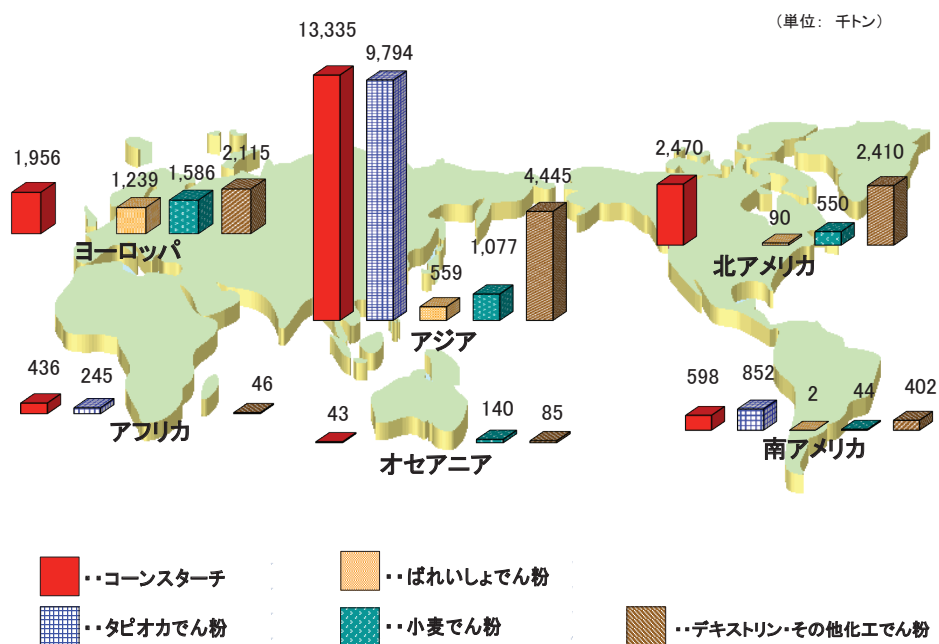 (単位: 千トン)
13,335
9,794
1,956
1,239
1,586
2,115
ヨーロッパ
559
1,077
4,445
アジア
2,470
90
550
2,410
北アメリカ
436
245
46
アフリカ
43
140
85
オセアニア
598
852
2
44
402
南アメリカ
‥コーンスターチ
‥ばれいしょでん粉
‥タピオカでん粉
‥小麦でん粉
‥デキストリン・その他化工でん粉